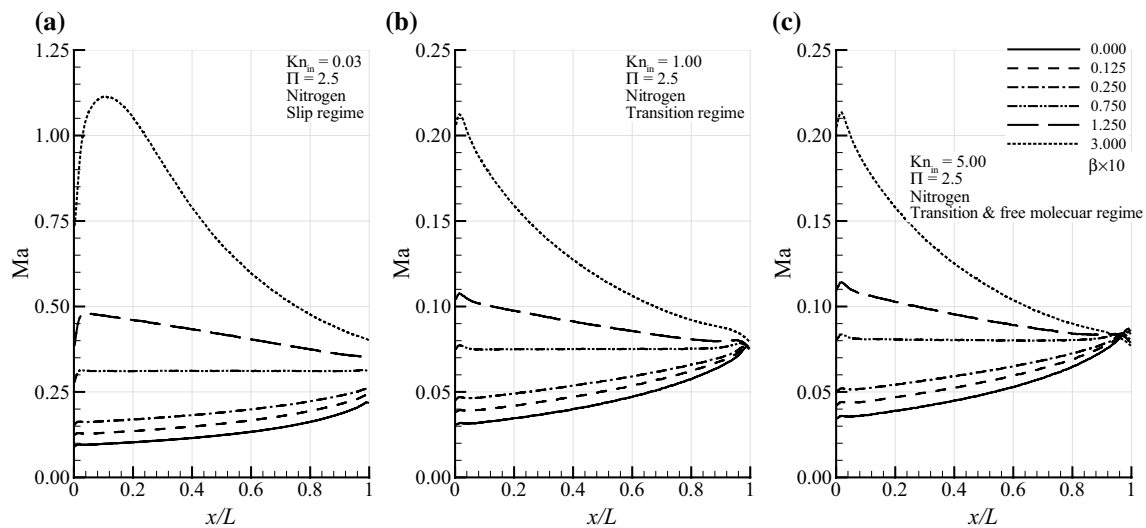 (a)
1.25
1.00
0.75
0.50
0.25
0.00
Ma
Kn_in = 0.03
Π = 2.5
Nitrogen
Slip regime
0 0.2 0.4 0.6 0.8 1
x/L
(b)
0.25
0.20
0.15
0.10
0.05
0.00
Ma
Kn_in = 1.00
Π = 2.5
Nitrogen
Transition regime
0 0.2 0.4 0.6 0.8 1
x/L
(c)
0.25
0.20
0.15
0.10
0.05
0.00
Ma
0.000
0.125
0.250
0.750
1.250
3.000
β×10
Kn_in = 5.00
Π = 2.5
Nitrogen
Transition & free molecuar regime
0 0.2 0.4 0.6 0.8 1
x/L